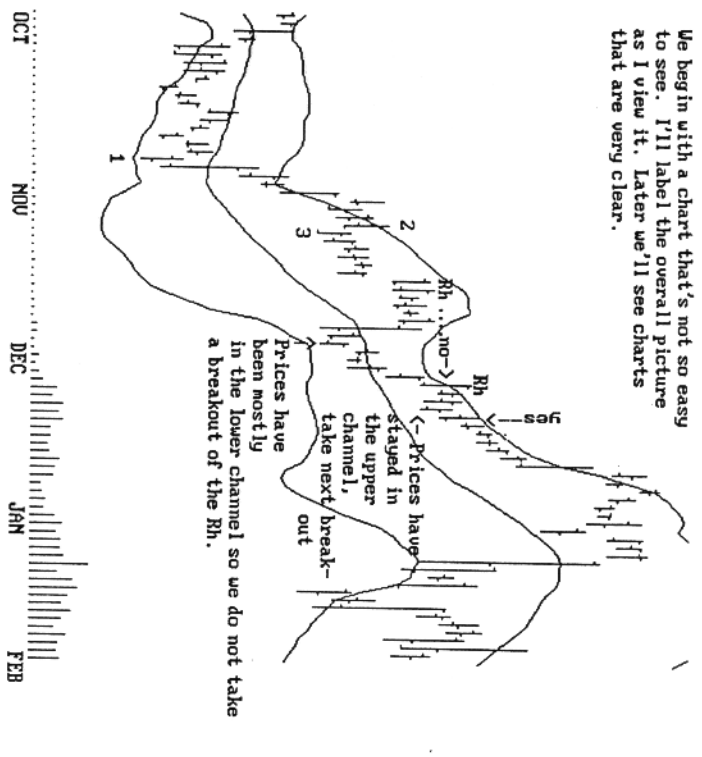 We begin with a chart that's not so easy
to see. I'll label the overall picture
as I view it. Later we'll see charts
that are very clear.
2
3
1
Rh ...no—>
Rh
yes--->
<-Prices have
stayed in
the upper
channel,
take next break-
out
Prices have
been mostly
in the lower channel so we do not take
a breakout of the Rh.
OCT
NOV
DEC
JAN
FEB